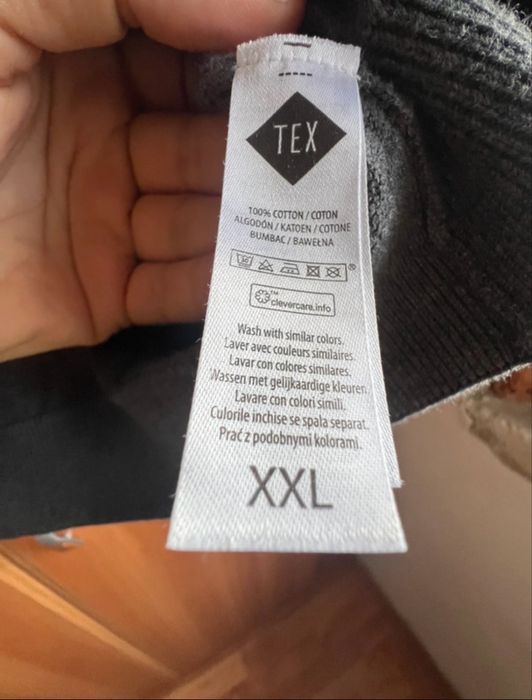 TEX
100% COTTON / COTON
ALGODÓN / KATOEN / COTONE
BUMBAC / BAWEŁNA
clevercare.info
Wash with similar colors.
Laver avec couleurs similaires.
Lavar con colores similares.
Wassen met gelijkaardige kleuren.
Lavare con colori simili.
Culorile inchise se spala separat.
Prać z podobnymi kolorami.
XXL